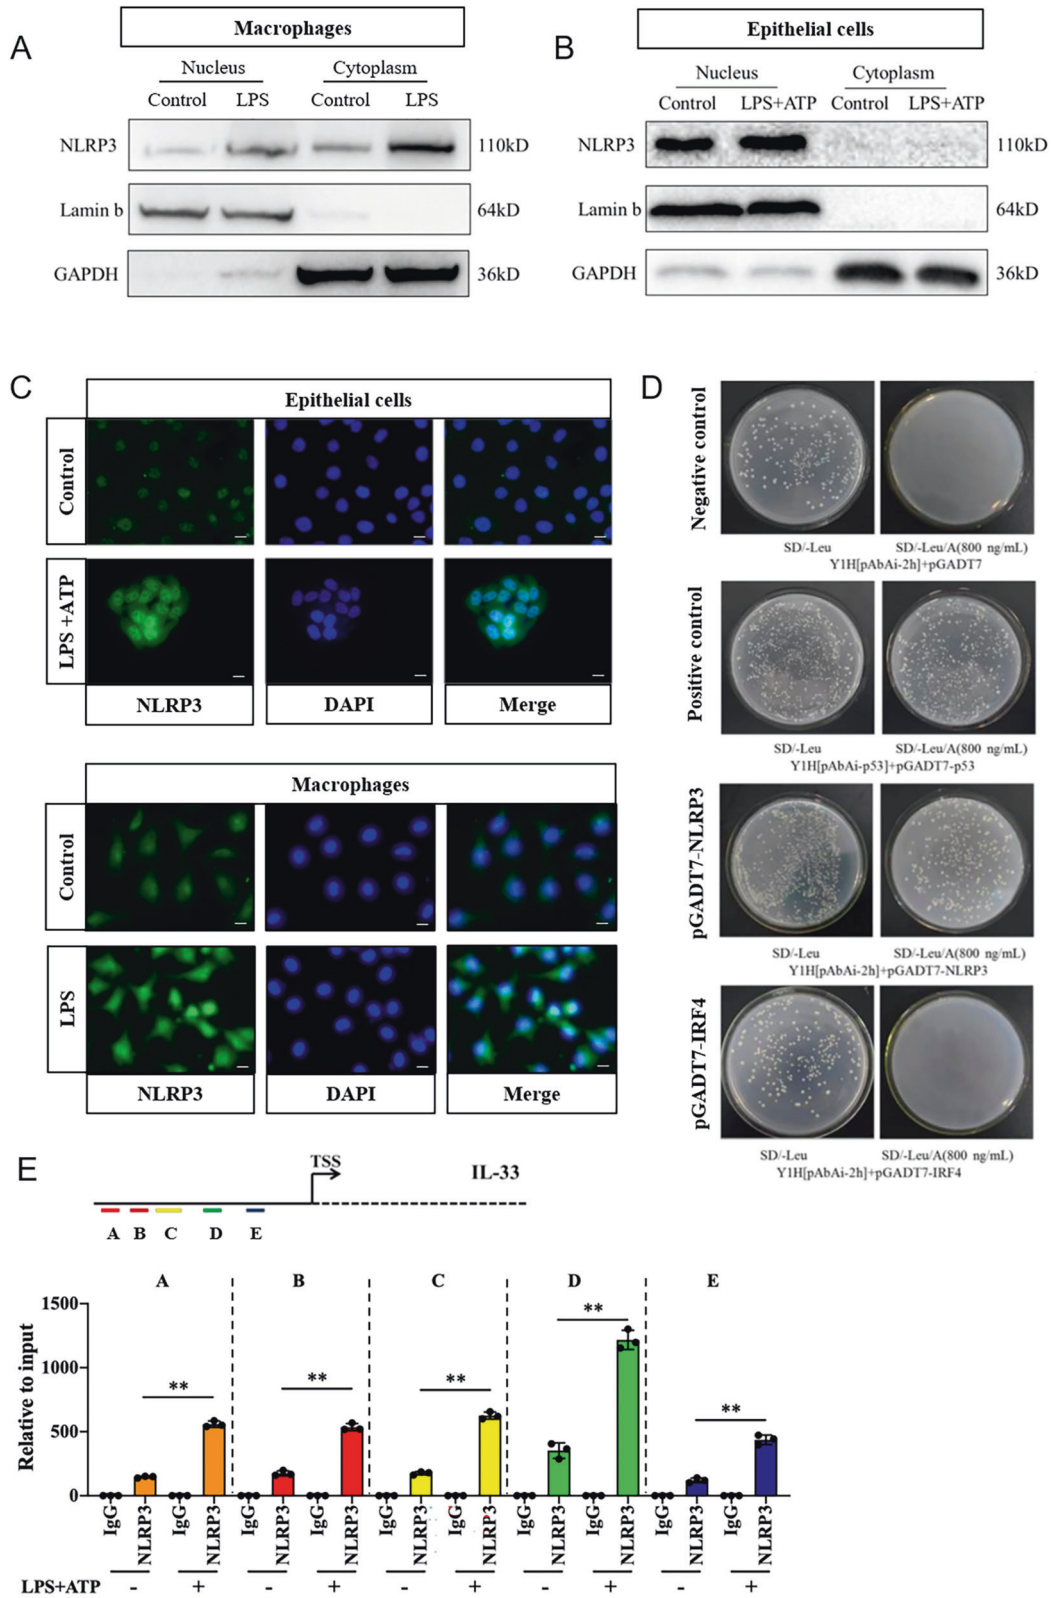 A
Macrophages
Nucleus Cytoplasm
Control LPS Control LPS
NLRP3 110kD
Lamin b 64kD
GAPDH 36kD
B
Epithelial cells
Nucleus Cytoplasm
Control LPS+ATP Control LPS+ATP
NLRP3 110kD
Lamin b 64kD
GAPDH 36kD
C
Epithelial cells
Control
LPS +ATP
NLRP3 DAPI Merge
Macrophages
Control
LPS
NLRP3 DAPI Merge
D
Negative control
SD/-Leu SD/-Leu/A(800 ng/mL)
Y1H[pAbAi-2h]+pGADT7
Positive control
SD/-Leu SD/-Leu/A(800 ng/mL)
Y1H[pAbAi-p53]+pGADT7-p53
pGADT7-NLRP3
SD/-Leu SD/-Leu/A(800 ng/mL)
Y1H[pAbAi-2h]+pGADT7-NLRP3
pGADT7-IRF4
SD/-Leu SD/-Leu/A(800 ng/mL)
Y1H[pAbAi-2h]+pGADT7-IRF4
E
TSS IL-33
A B C D E
A B C D E
Relative to input
1500
1000
500
0
** ** ** ** **
IgG NLRP3 IgG NLRP3 IgG NLRP3 IgG NLRP3 IgG NLRP3 IgG NLRP3 IgG NLRP3 IgG NLRP3 IgG NLRP3 IgG NLRP3
LPS+ATP - + - + - + - + - +